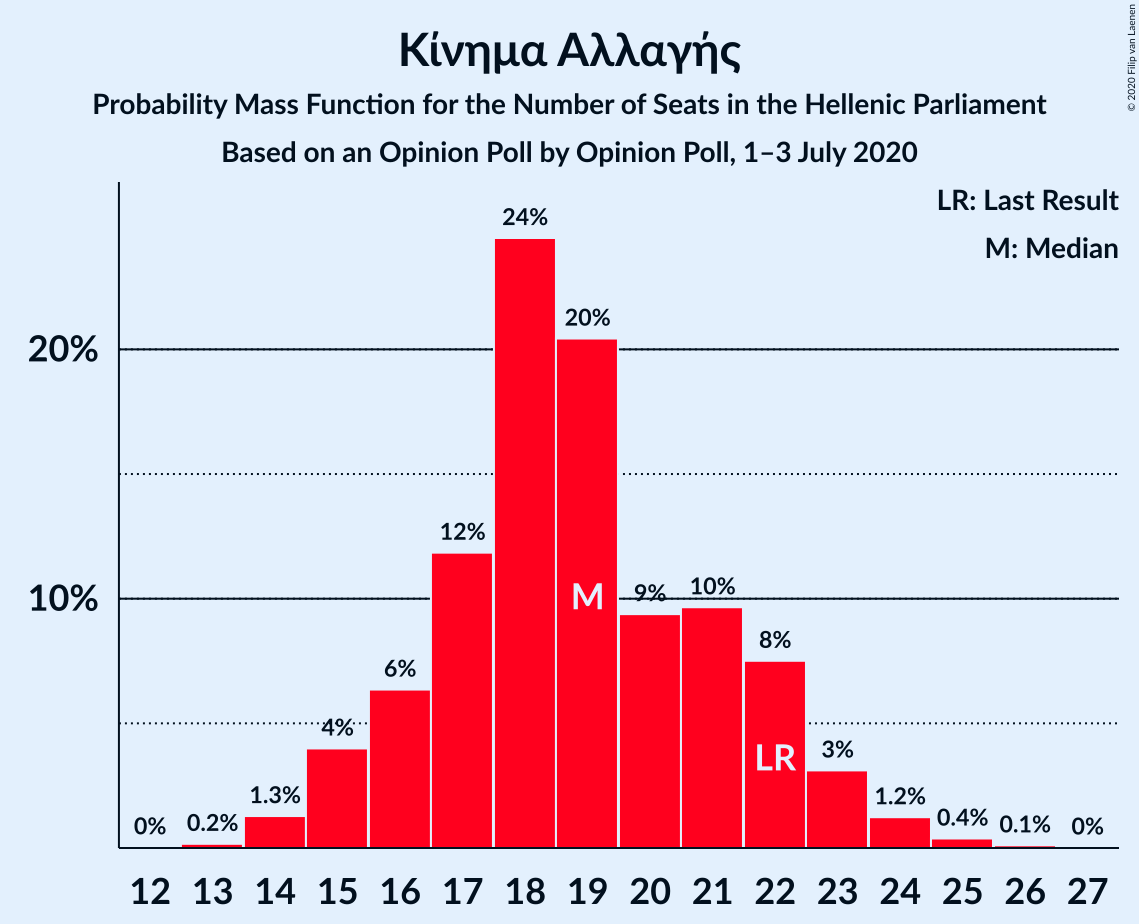 Κίνημα Αλλαγής
Probability Mass Function for the Number of Seats in the Hellenic Parliament
Based on an Opinion Poll by Opinion Poll, 1–3 July 2020
© 2020 Filip van Laenen
LR: Last Result
M: Median
20%
10%
0%
0.2%
1.3%
4%
6%
12%
24%
20%
9%
10%
8%
3%
1.2%
0.4%
0.1%
0%
M
LR
12 13 14 15 16 17 18 19 20 21 22 23 24 25 26 27